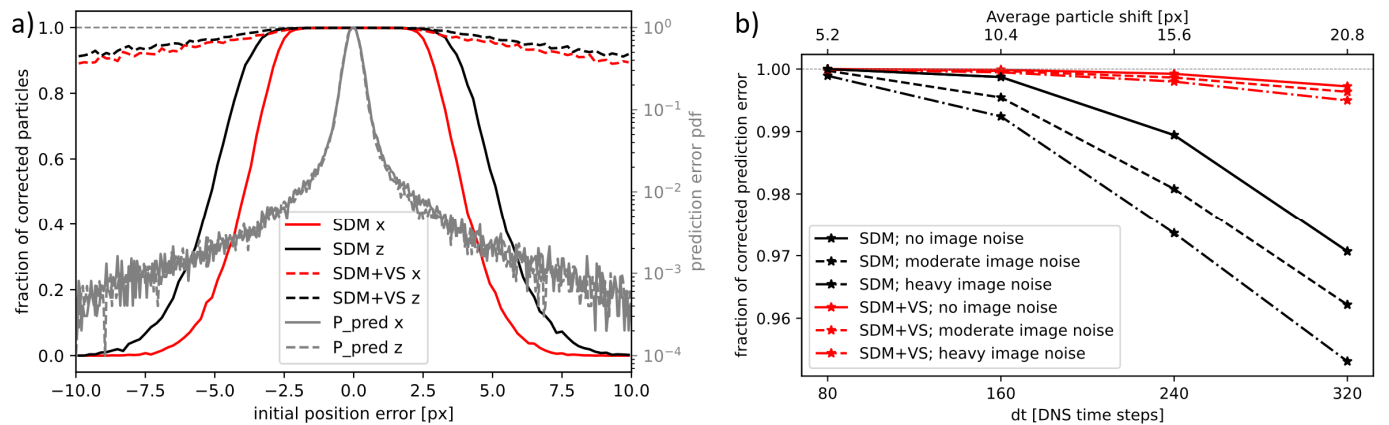 a)
fraction of corrected particles
1.0
0.8
0.6
0.4
0.2
0.0
−10.0 −7.5 −5.0 −2.5 0.0 2.5 5.0 7.5 10.0
initial position error [px]
10⁰
10⁻¹
10⁻²
10⁻³
10⁻⁴
prediction error pdf
SDM x
SDM z
SDM+VS x
SDM+VS z
P_pred x
P_pred z
b)
Average particle shift [px]
5.2 10.4 15.6 20.8
fraction of corrected prediction error
1.00
0.99
0.98
0.97
0.96
SDM; no image noise
SDM; moderate image noise
SDM; heavy image noise
SDM+VS; no image noise
SDM+VS; moderate image noise
SDM+VS; heavy image noise
80 160 240 320
dt [DNS time steps]